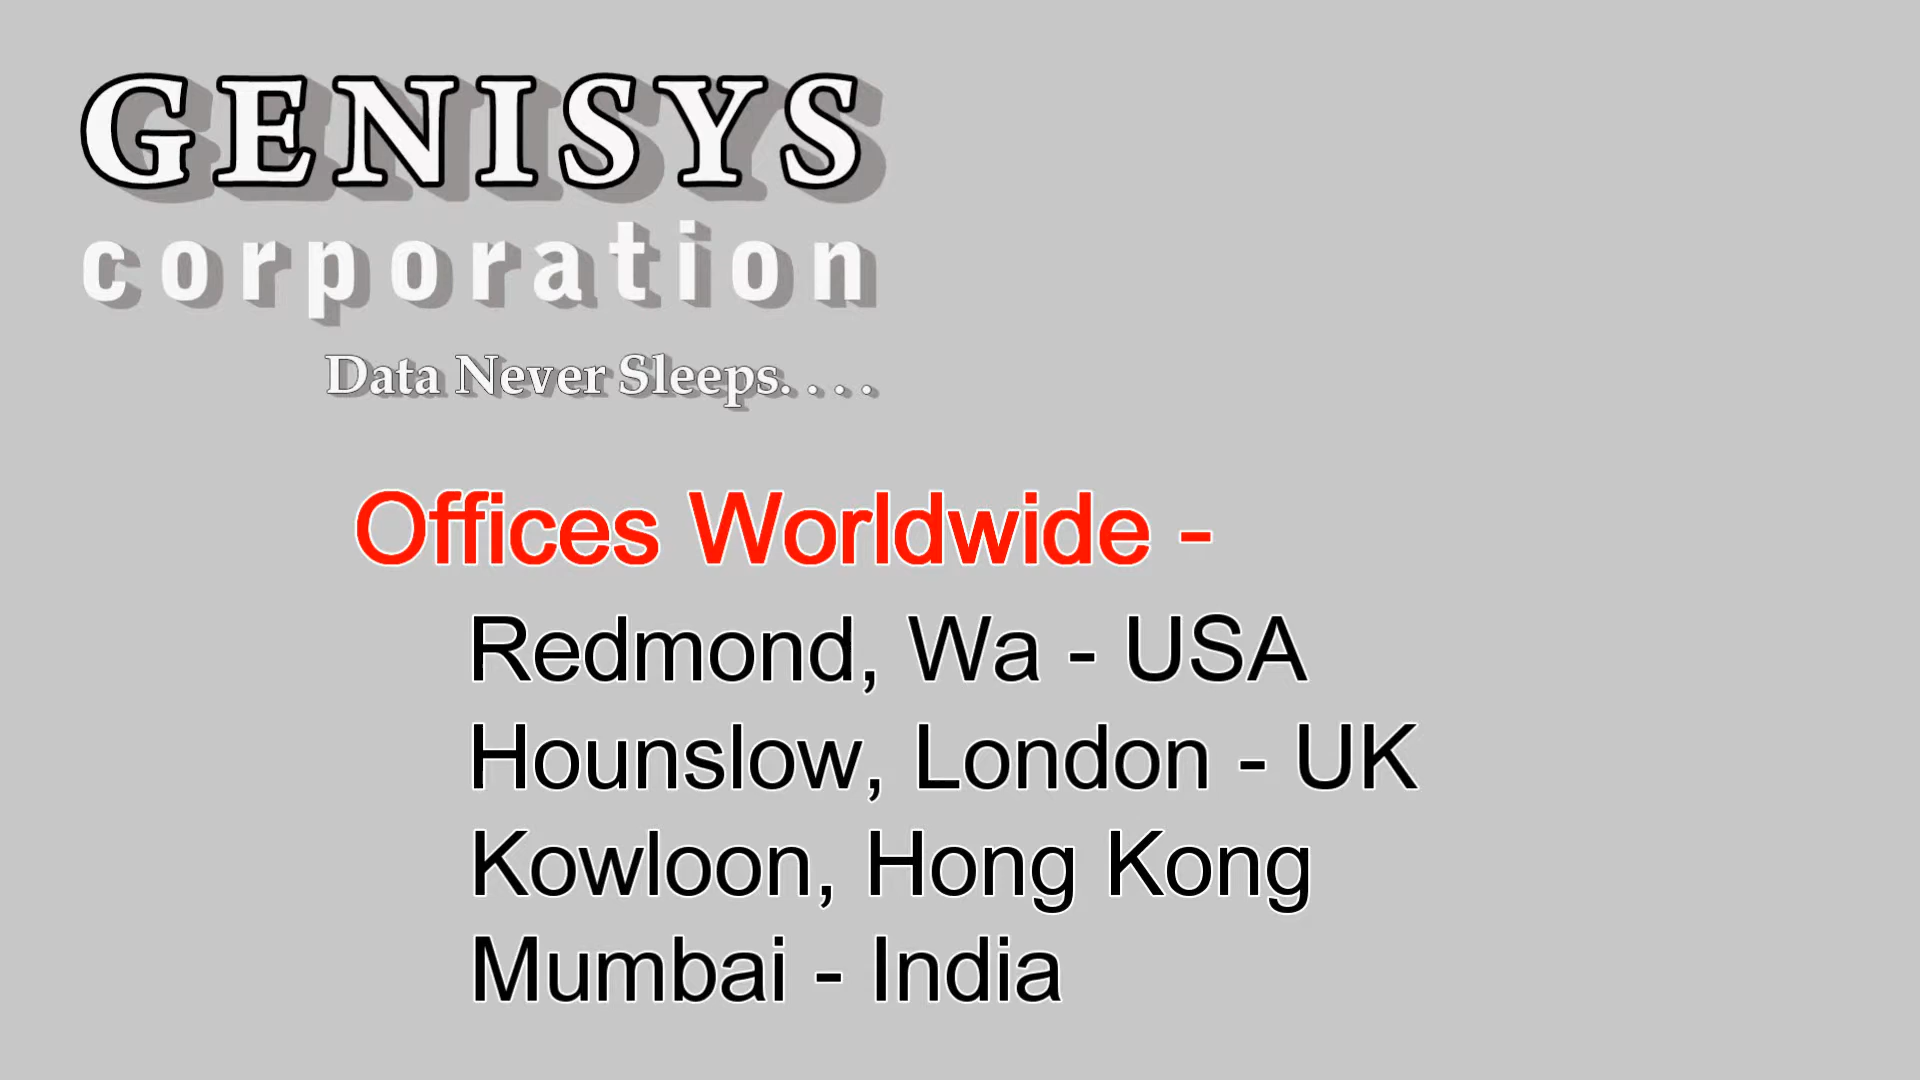 GENISYS
corporation
Data Never Sleeps. . . .
Offices Worldwide -
Redmond, Wa - USA
Hounslow, London - UK
Kowloon, Hong Kong
Mumbai - India